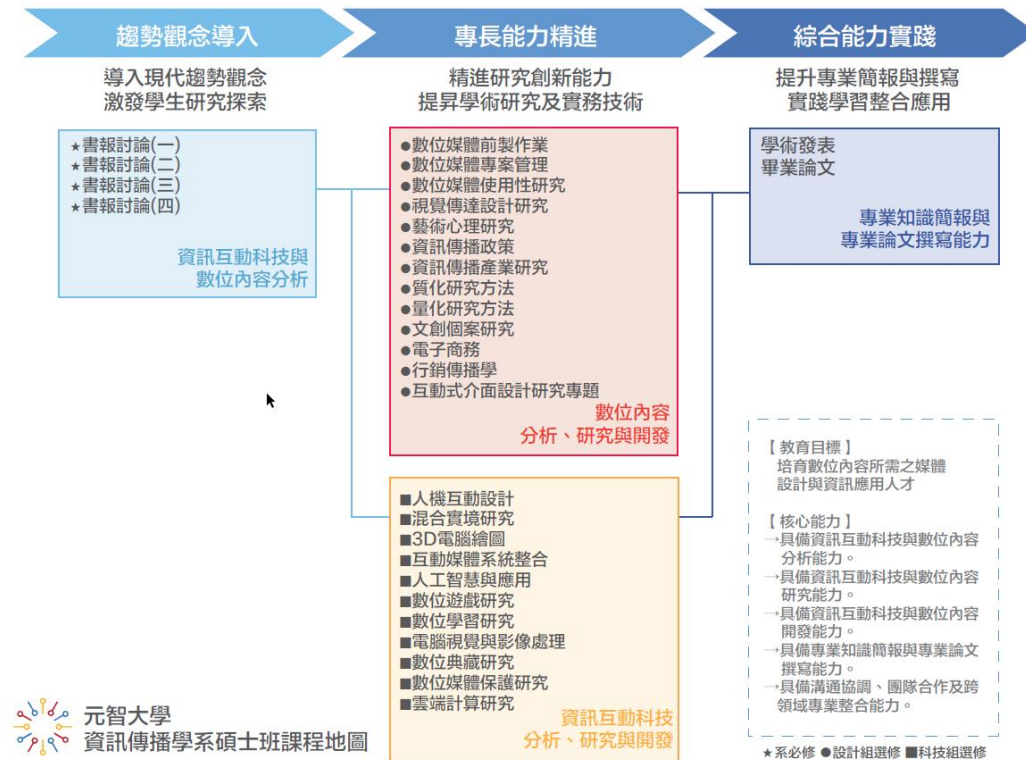 趨勢觀念導入
專長能力精進
綜合能力實踐
導入現代趨勢觀念
激發學生研究探索
精進研究創新能力
提昇學術研究及實務技術
提升專業簡報與撰寫
實踐學習整合應用
★書報討論(一)
★書報討論(二)
★書報討論(三)
★書報討論(四)
資訊互動科技與
數位內容分析
●數位媒體前製作業
●數位媒體專案管理
●數位媒體使用性研究
●視覺傳達設計研究
●藝術心理研究
●資訊傳播政策
●資訊傳播產業研究
●質化研究方法
●量化研究方法
●文創個案研究
●電子商務
●行銷傳播學
●互動式介面設計研究專題
數位內容
分析、研究與開發
■人機互動設計
■混合實境研究
■3D電腦繪圖
■互動媒體系統整合
■人工智慧與應用
■數位遊戲研究
■數位學習研究
■電腦視覺與影像處理
■數位典藏研究
■數位媒體保護研究
■雲端計算研究
資訊互動科技
分析、研究與開發
學術發表
畢業論文
專業知識簡報與
專業論文撰寫能力
【教育目標】
培育數位內容所需之媒體
設計與資訊應用人才
【核心能力】
→具備資訊互動科技與數位內容
分析能力。
→具備資訊互動科技與數位內容
研究能力。
→具備資訊互動科技與數位內容
開發能力。
→具備專業知識簡報與專業論文
撰寫能力。
→具備溝通協調、團隊合作及跨
領域專業整合能力。
元智大學
資訊傳播學系碩士班課程地圖
★系必修 ●設計組選修 ■科技組選修